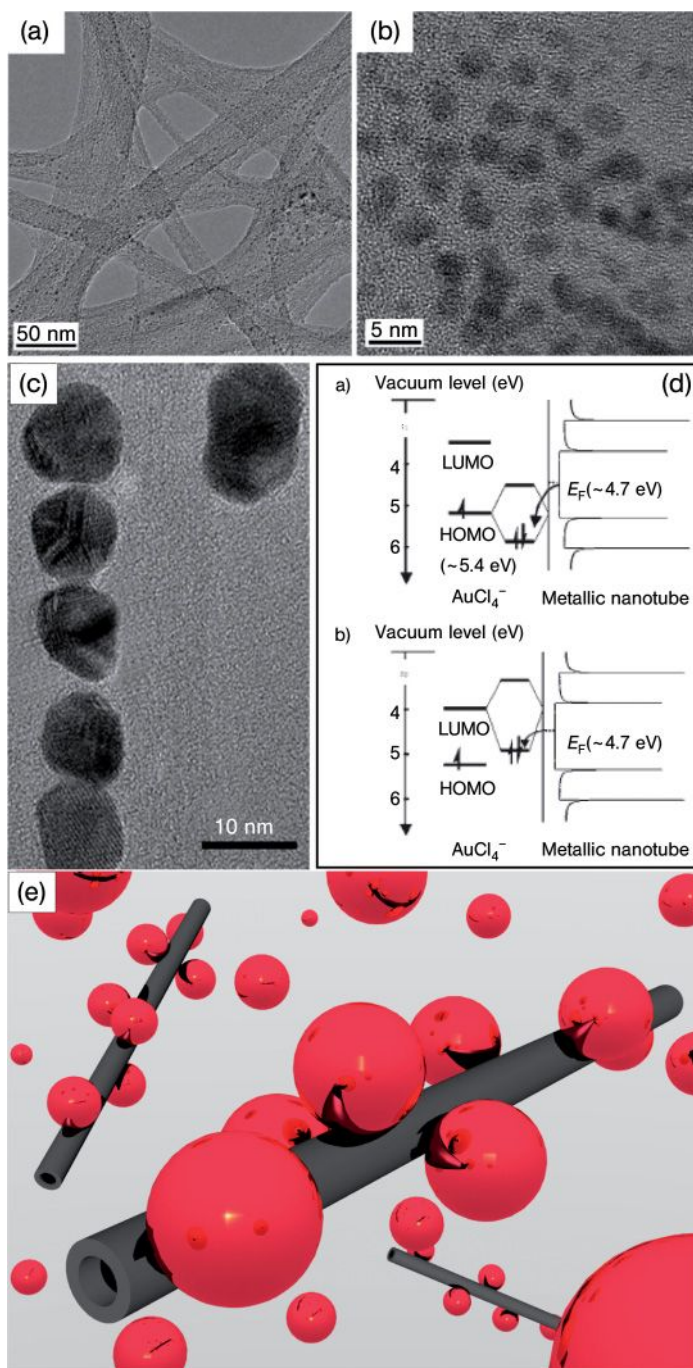 (a)
(b)
50 nm
5 nm
(c)
10 nm
(d)
a) Vacuum level (eV)
LUMO
4
5
E_F(~4.7 eV)
HOMO
6
(~5.4 eV)
AuCl₄⁻ Metallic nanotube
b) Vacuum level (eV)
4
LUMO
E_F(~4.7 eV)
5
HOMO
6
AuCl₄⁻ Metallic nanotube
(e)